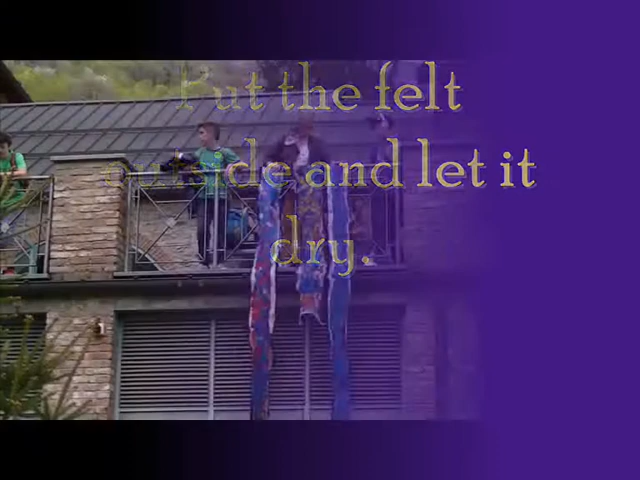 Put the felt
outside and let it
dry.